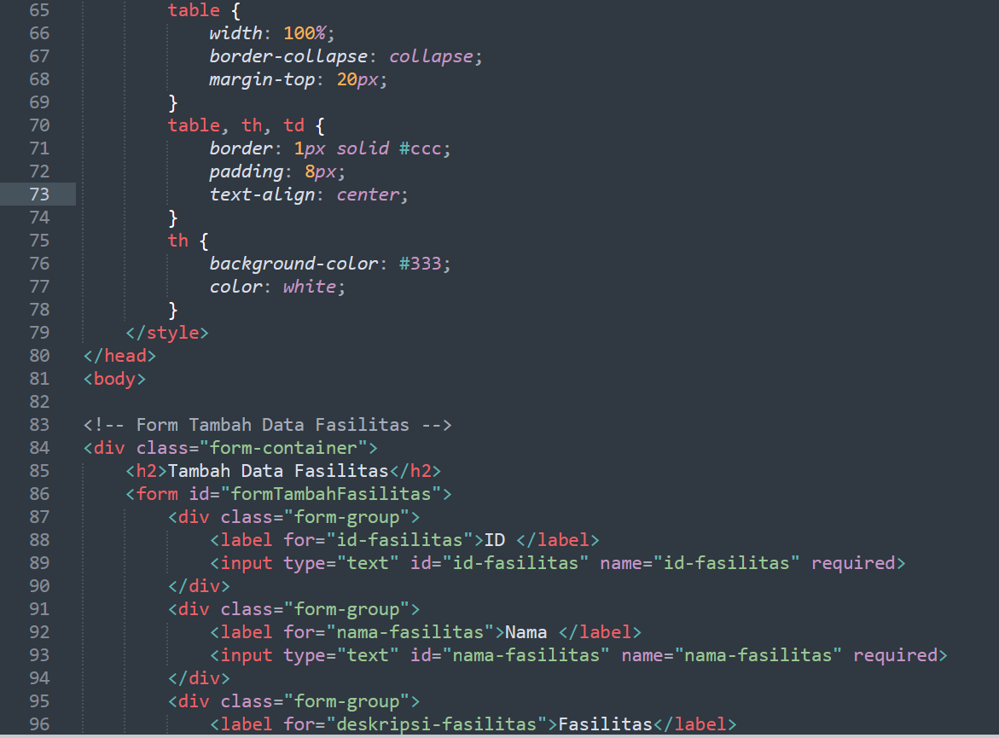 65 table {
66 width: 100%;
67 border-collapse: collapse;
68 margin-top: 20px;
69 }
70 table, th, td {
71 border: 1px solid #ccc;
72 padding: 8px;
73 text-align: center;
74 }
75 th {
76 background-color: #333;
77 color: white;
78 }
79 </style>
80 </head>
81 <body>
82
83 <!-- Form Tambah Data Fasilitas -->
84 <div class="form-container">
85 <h2>Tambah Data Fasilitas</h2>
86 <form id="formTambahFasilitas">
87 <div class="form-group">
88 <label for="id-fasilitas">ID </label>
89 <input type="text" id="id-fasilitas" name="id-fasilitas" required>
90 </div>
91 <div class="form-group">
92 <label for="nama-fasilitas">Nama </label>
93 <input type="text" id="nama-fasilitas" name="nama-fasilitas" required>
94 </div>
95 <div class="form-group">
96 <label for="deskripsi-fasilitas">Fasilitas</label>